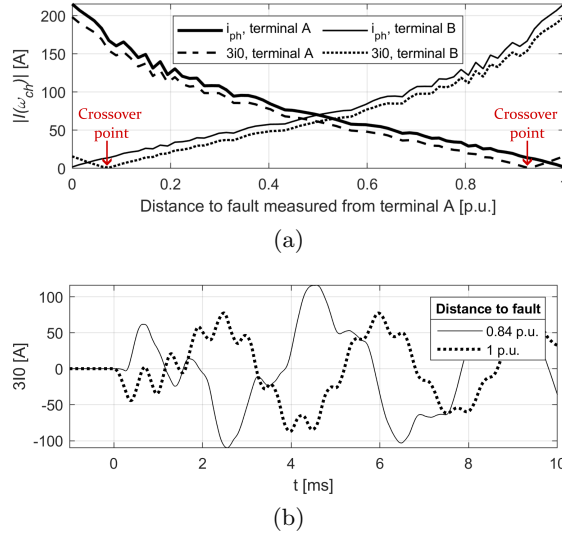 200
150
100
50
0
|I(ω_ch)| [A]
i_ph, terminal A
i_ph, terminal B
3i0, terminal A
3i0, terminal B
Crossover
point
Crossover
point
0 0.2 0.4 0.6 0.8 1
Distance to fault measured from terminal A [p.u.]
(a)
100
50
0
-50
-100
3I0 [A]
Distance to fault
0.84 p.u.
1 p.u.
0 2 4 6 8 10
t [ms]
(b)